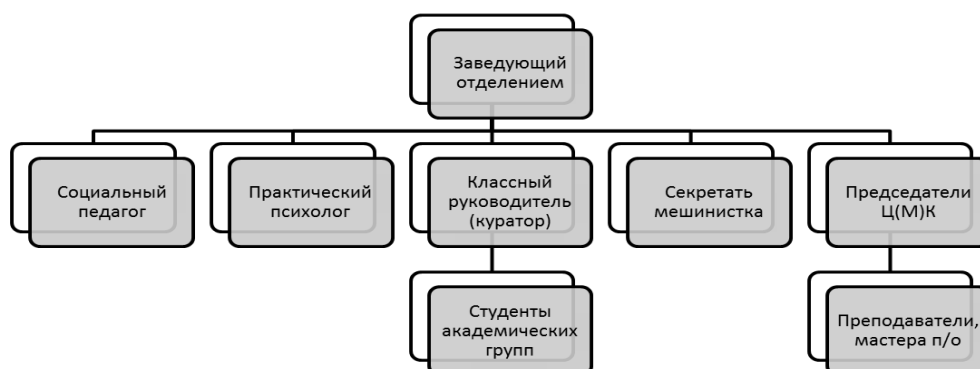 Заведующий
отделением
Социальный
педагог
Практический
психолог
Классный
руководитель
(куратор)
Секретать
мешинистка
Председатели
Ц(М)К
Студенты
академических
групп
Преподаватели,
мастера п/о